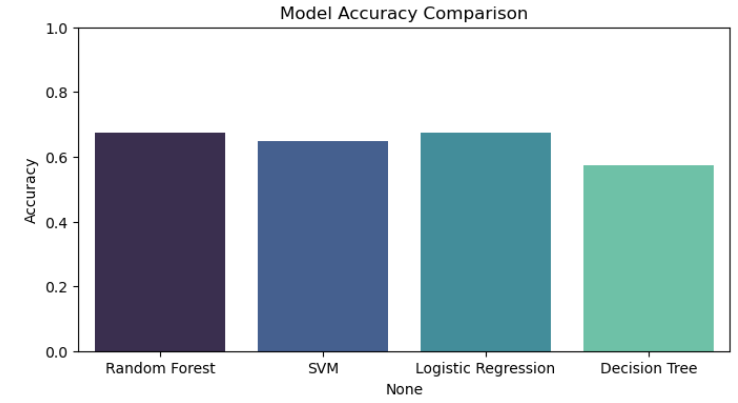 Model Accuracy Comparison
1.0
0.8
0.6
0.4
0.2
0.0
Accuracy
Random Forest SVM Logistic Regression Decision Tree
None